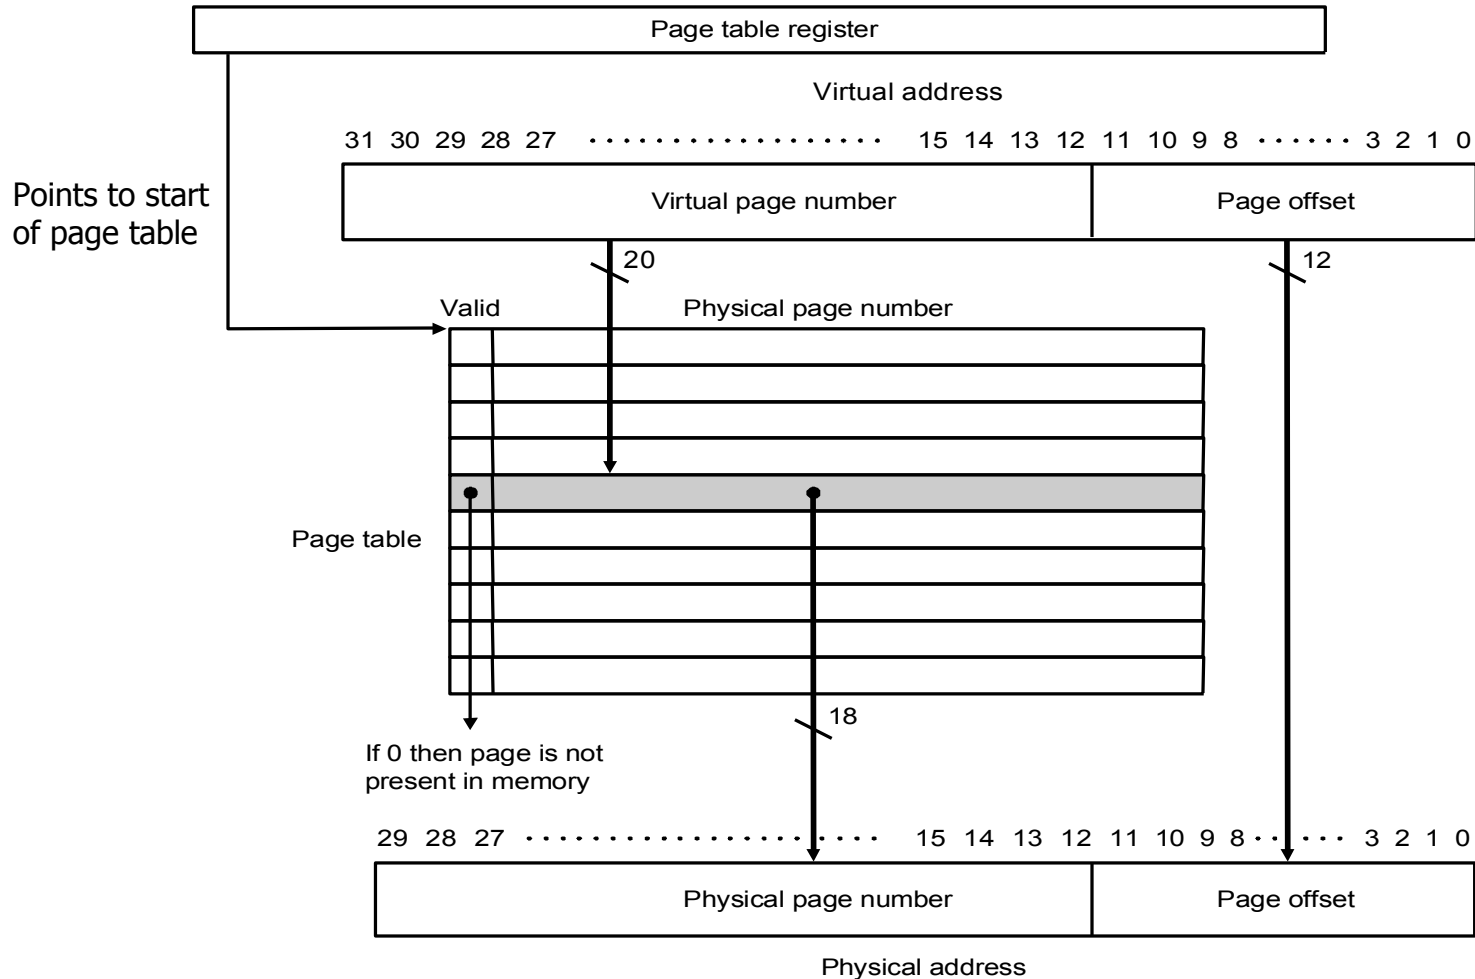 Page table register
Virtual address
31 30 29 28 27 ........................ 15 14 13 12 11 10 9 8 ...... 3 2 1 0
Points to start
of page table
Virtual page number Page offset
20 12
Valid Physical page number
Page table
18
If 0 then page is not
present in memory
29 28 27 ............................. 15 14 13 12 11 10 9 8 ....... 3 2 1 0
Physical page number Page offset
Physical address